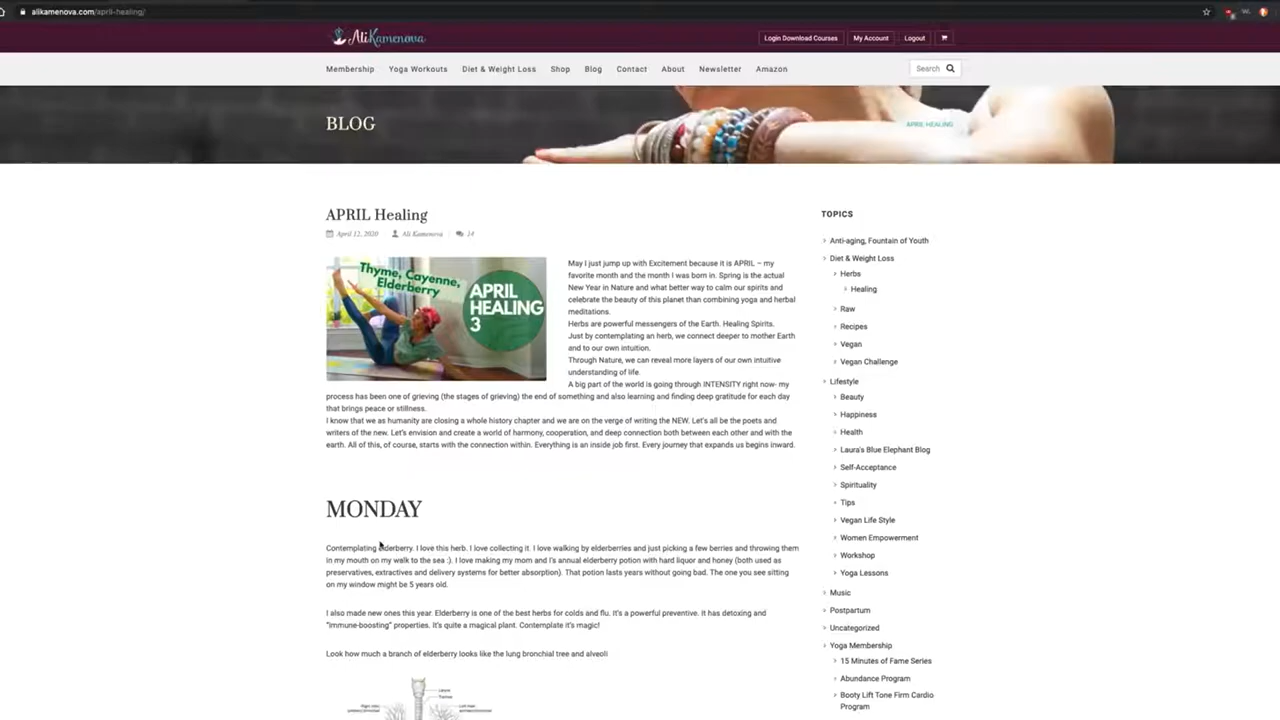 alikamenova.com/april-healing/
AliKamenova
Login Download Courses
My Account
Logout
Membership
Yoga Workouts
Diet & Weight Loss
Shop
Blog
Contact
About
Newsletter
Amazon
Search
BLOG
APRIL HEALING
APRIL Healing
April 12, 2020
Ali Kamenova
14
Thyme, Cayenne,
Elderberry
APRIL
HEALING
3
May I just jump up with Excitement because it is APRIL – my
favorite month and the month I was born in. Spring is the actual
New Year in Nature and what better way to calm our spirits and
celebrate the beauty of this planet than combining yoga and herbal
meditations.
Herbs are powerful messengers of the Earth. Healing Spirits.
Just by contemplating an herb, we connect deeper to mother Earth
and to our own intuition.
Through Nature, we can reveal more layers of our own intuitive
understanding of life.
A big part of the world is going through INTENSITY right now- my
process has been one of grieving (the stages of grieving) the end of something and also learning and finding deep gratitude for each day
that brings peace or stillness.
I know that we as humanity are closing a whole history chapter and we are on the verge of writing the NEW. Let's all be the poets and
writers of the new. Let's envision and create a world of harmony, cooperation, and deep connection both between each other and with the
earth. All of this, of course, starts with the connection within. Everything is an inside job first. Every journey that expands us begins inward.
MONDAY
Contemplating elderberry. I love this herb. I love collecting it. I love walking by elderberries and just picking a few berries and throwing them
in my mouth on my walk to the sea :). I love making my mom and I's annual elderberry potion with hard liquor and honey (both used as
preservatives, extractives and delivery systems for better absorption). That potion lasts years without going bad. The one you see sitting
on my window might be 5 years old.
I also made new ones this year. Elderberry is one of the best herbs for colds and flu. It's a powerful preventive. It has detoxing and
"immune-boosting" properties. It's quite a magical plant. Contemplate it's magic!
Look how much a branch of elderberry looks like the lung bronchial tree and alveoli
Larynx
Trachea
TOPICS
Anti-aging, Fountain of Youth
Diet & Weight Loss
Herbs
Healing
Raw
Recipes
Vegan
Vegan Challenge
Lifestyle
Beauty
Happiness
Health
Laura's Blue Elephant Blog
Self-Acceptance
Spirituality
Tips
Vegan Life Style
Women Empowerment
Workshop
Yoga Lessons
Music
Postpartum
Uncategorized
Yoga Membership
15 Minutes of Fame Series
Abundance Program
Booty Lift Tone Firm Cardio
Program